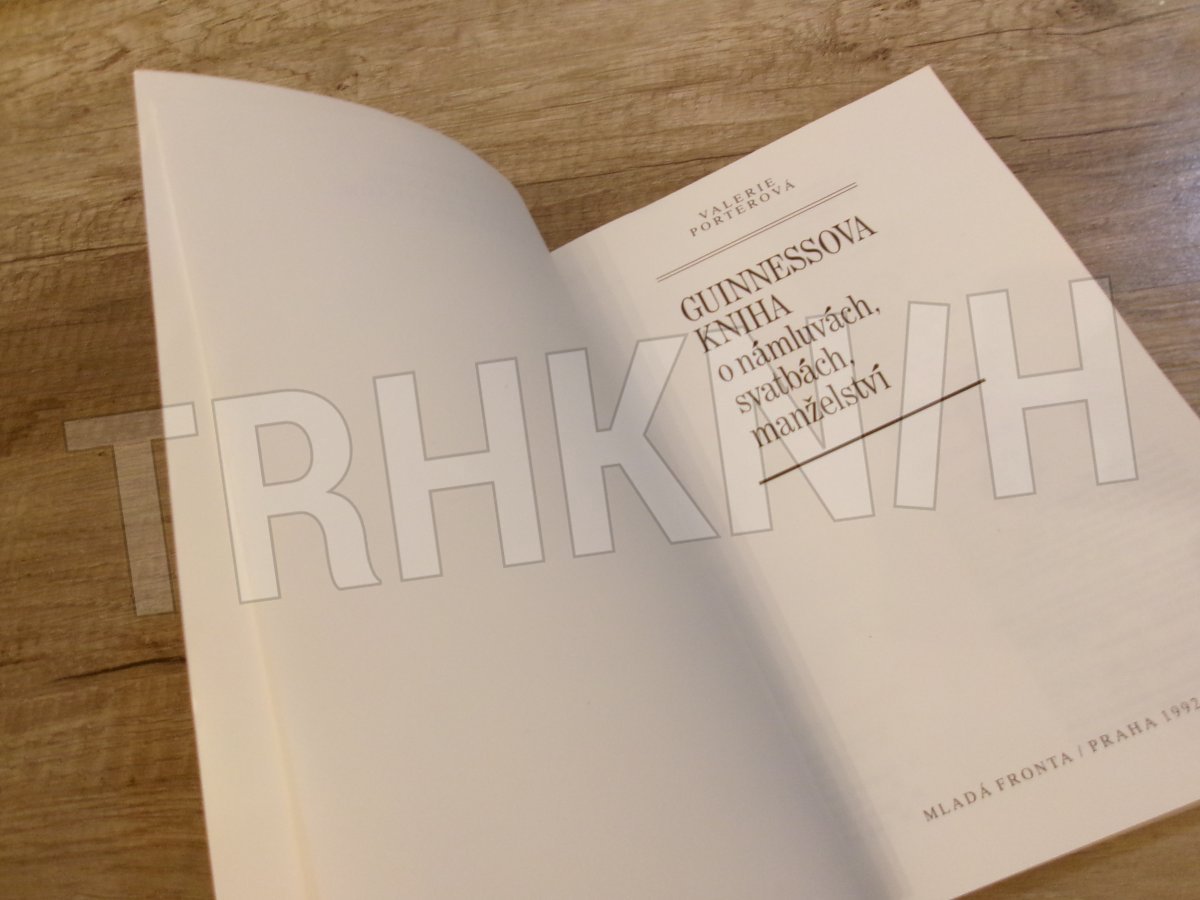 VALERIE
PORTEROVÁ
GUINNESSOVA
KNIHA
o námluvách,
svatbách,
manželství
MLADÁ FRONTA / PRAHA 1992
TRHKNIH